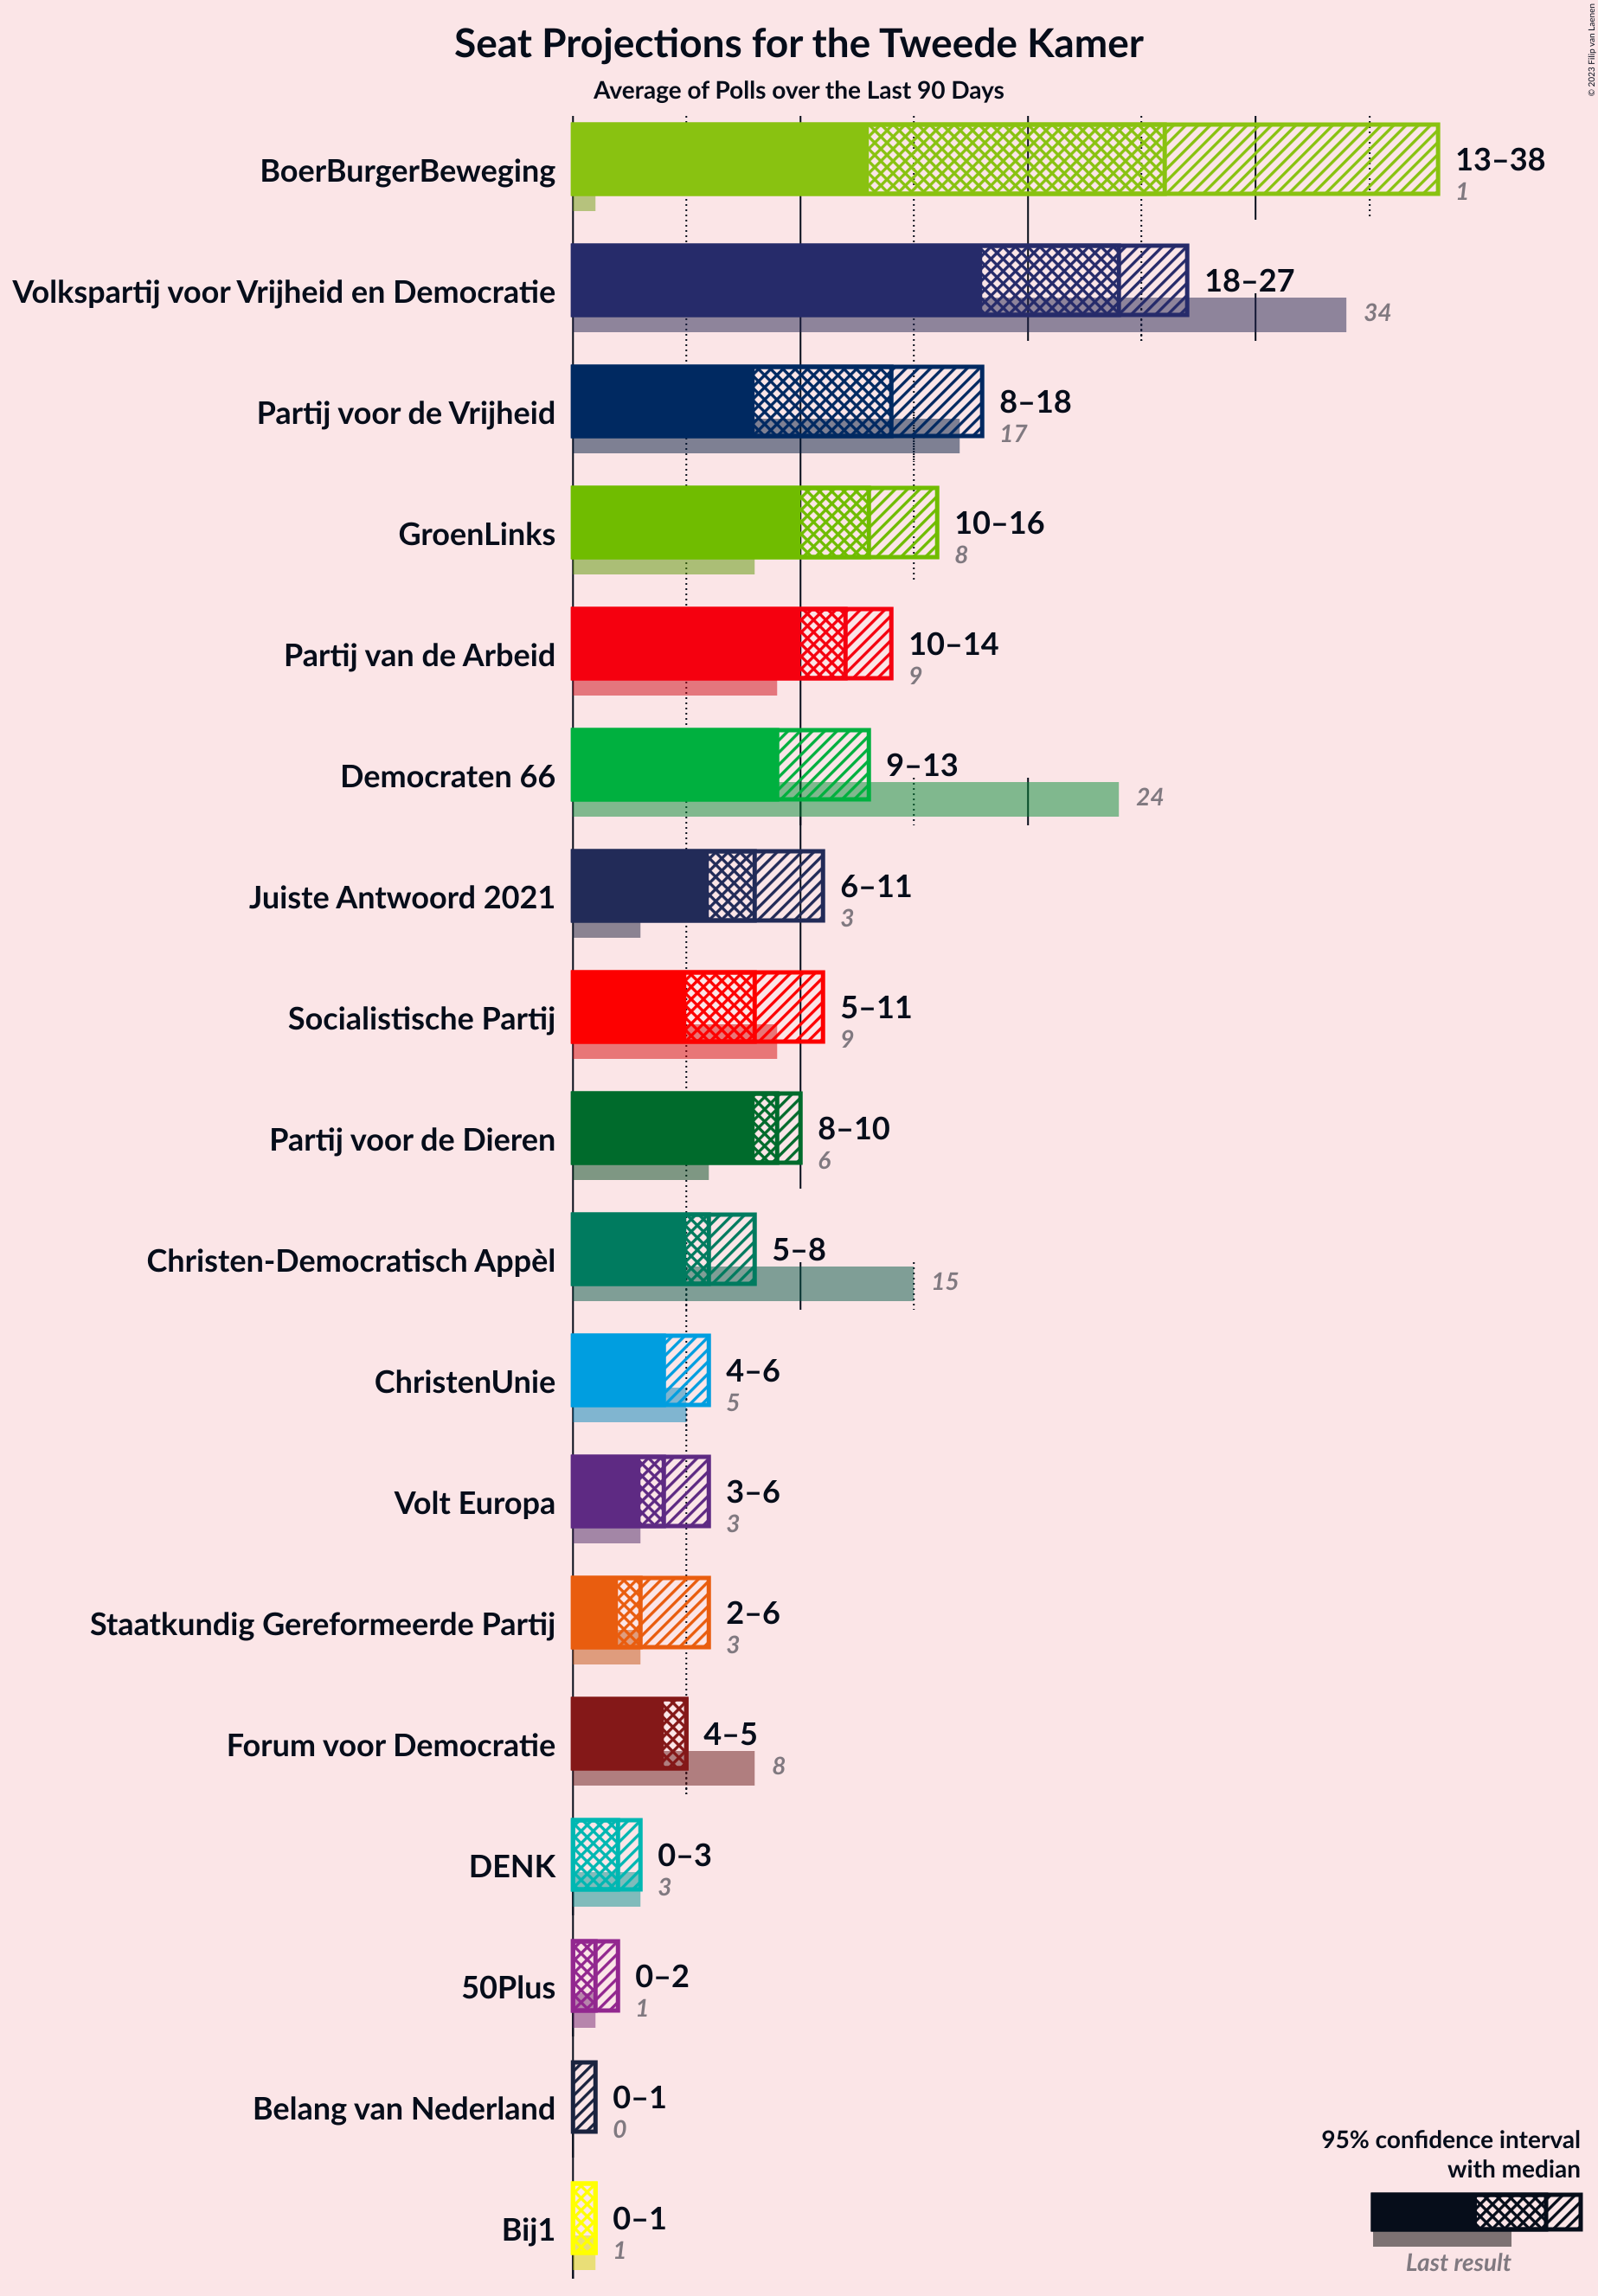 Seat Projections for the Tweede Kamer
Average of Polls over the Last 90 Days
© 2023 Filip van Laenen
BoerBurgerBeweging
13–38
1
Volkspartij voor Vrijheid en Democratie
18–27
34
Partij voor de Vrijheid
8–18
17
GroenLinks
10–16
8
Partij van de Arbeid
10–14
9
Democraten 66
9–13
24
Juiste Antwoord 2021
6–11
3
Socialistische Partij
5–11
9
Partij voor de Dieren
8–10
6
Christen-Democratisch Appèl
5–8
15
ChristenUnie
4–6
5
Volt Europa
3–6
3
Staatkundig Gereformeerde Partij
2–6
3
Forum voor Democratie
4–5
8
DENK
0–3
3
50Plus
0–2
1
Belang van Nederland
0–1
0
Bij1
0–1
1
95% confidence interval
with median
Last result